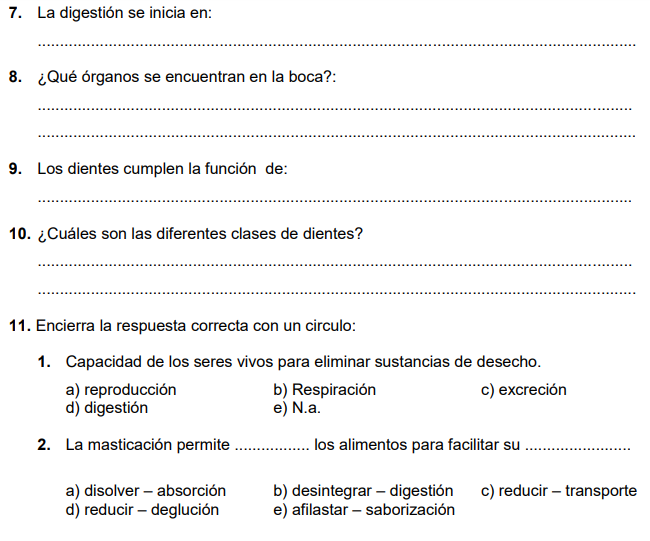 7. La digestión se inicia en:
........................................................................................................................................
8. ¿Qué órganos se encuentran en la boca?:
........................................................................................................................................
........................................................................................................................................
9. Los dientes cumplen la función de:
........................................................................................................................................
10. ¿Cuáles son las diferentes clases de dientes?
........................................................................................................................................
........................................................................................................................................
11. Encierra la respuesta correcta con un circulo:
1. Capacidad de los seres vivos para eliminar sustancias de desecho.
a) reproducción b) Respiración c) excreción
d) digestión e) N.a.
2. La masticación permite ................. los alimentos para facilitar su ........................
a) disolver – absorción b) desintegrar – digestión c) reducir – transporte
d) reducir – deglución e) afilastar – saborización